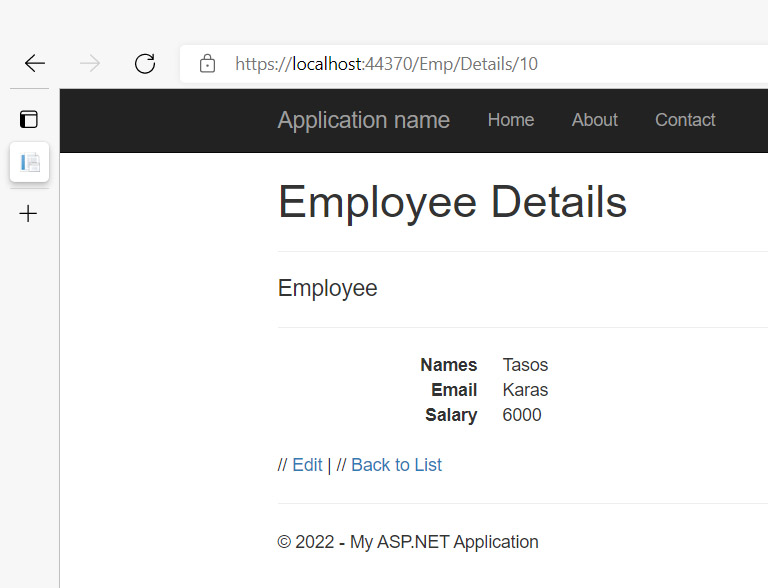 https://localhost:44370/Emp/Details/10
Application name Home About Contact
Employee Details
Employee
Names Tasos
Email Karas
Salary 6000
// Edit | // Back to List
© 2022 - My ASP.NET Application